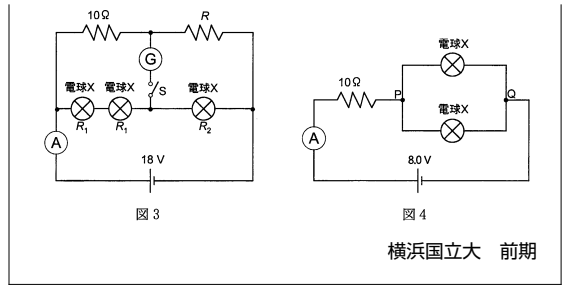 10Ω R
G
S
電球X 電球X 電球X
R₁ R₁ R₂
A
18 V
図3
電球X
10Ω
P Q
電球X
A
8.0 V
図4
横浜国立大 前期